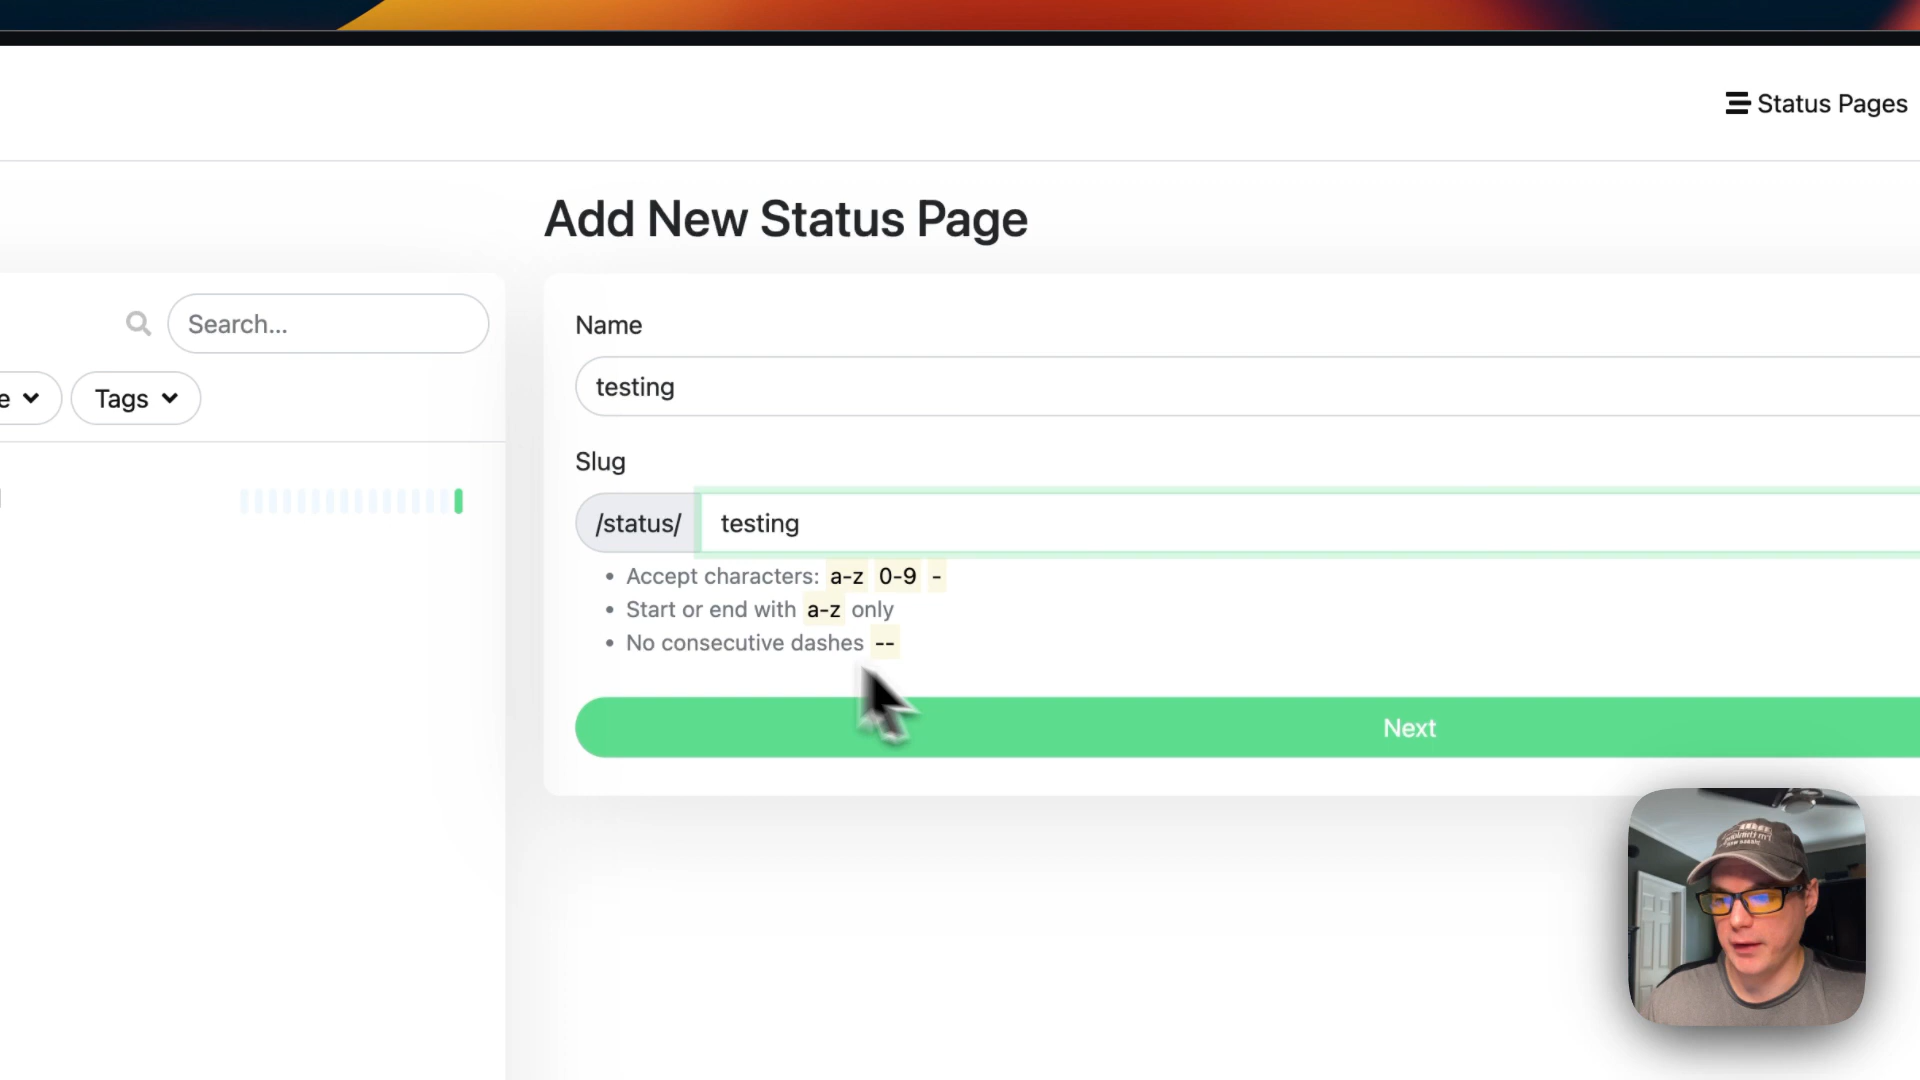 Status Pages
Add New Status Page
Search...
Name
testing
e
Tags
Slug
/status/ testing
Accept characters: a-z 0-9 -
Start or end with a-z only
No consecutive dashes --
Next